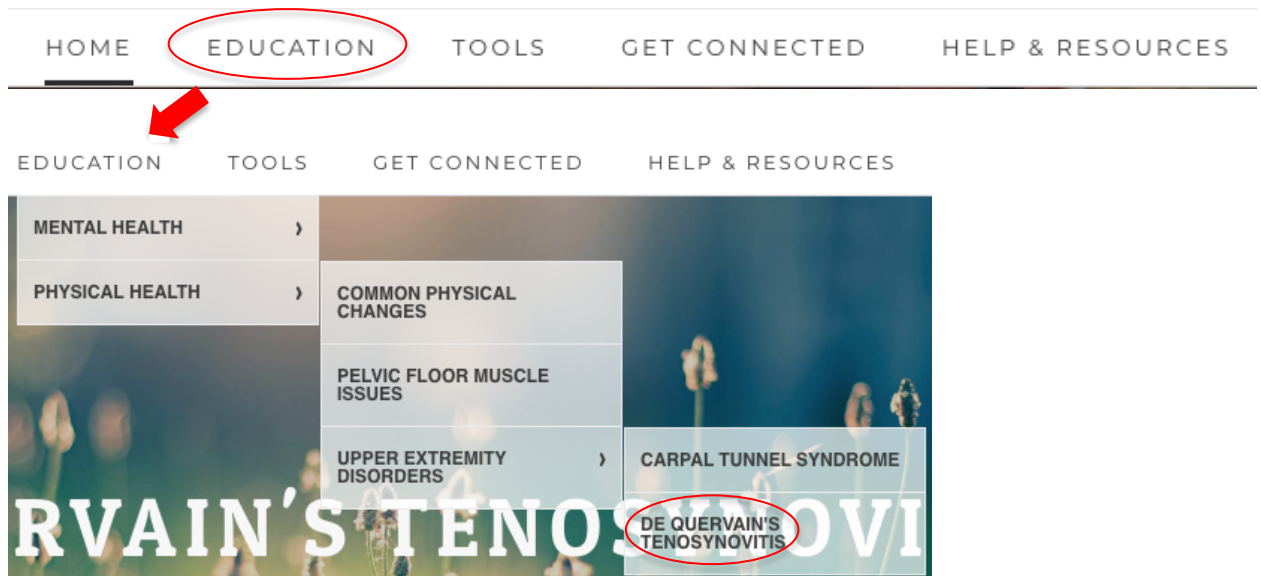 HOME EDUCATION TOOLS GET CONNECTED HELP & RESOURCES
EDUCATION TOOLS GET CONNECTED HELP & RESOURCES
MENTAL HEALTH ›
PHYSICAL HEALTH ›
COMMON PHYSICAL
CHANGES
PELVIC FLOOR MUSCLE
ISSUES
UPPER EXTREMITY
DISORDERS ›
CARPAL TUNNEL SYNDROME
DE QUERVAIN'S
TENOSYNOVITIS
RVAIN'S TENOSYNOVI